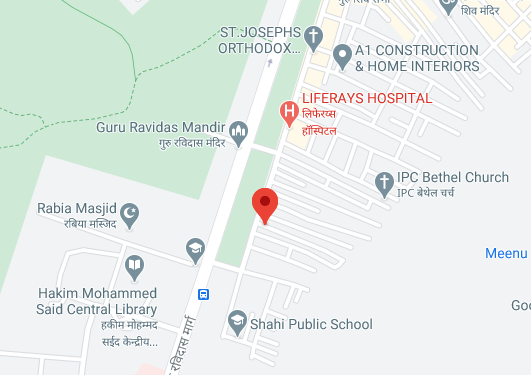 शिव मंदिर
ST.JOSEPHS
ORTHODOX...
A1 CONSTRUCTION
& HOME INTERIORS
LIFERAYS HOSPITAL
लिफेरय्स
हॉस्पिटल
Guru Ravidas Mandir
गुरु रविदास मंदिर
IPC Bethel Church
IPC बेथेल चर्च
Rabia Masjid
रबिया मस्जिद
Meenu
Hakim Mohammed
Said Central Library
हकीम मोहम्मद
सईद केन्द्रीय...
Goo
Shahi Public School
रविदास मार्ग